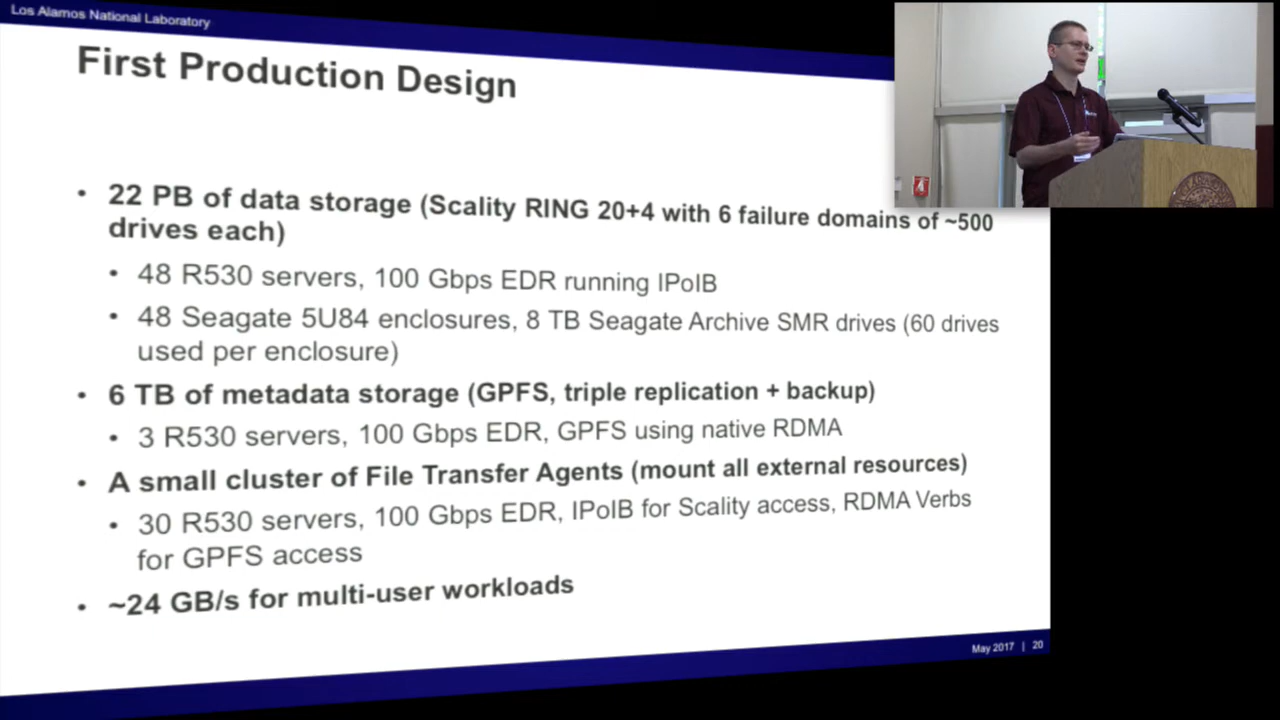 Los Alamos National Laboratory
First Production Design
• 22 PB of data storage (Scality RING 20+4 with 6 failure domains of ~500
drives each)
• 48 R530 servers, 100 Gbps EDR running IPoIB
• 48 Seagate 5U84 enclosures, 8 TB Seagate Archive SMR drives (60 drives
used per enclosure)
• 6 TB of metadata storage (GPFS, triple replication + backup)
• 3 R530 servers, 100 Gbps EDR, GPFS using native RDMA
• A small cluster of File Transfer Agents (mount all external resources)
• 30 R530 servers, 100 Gbps EDR, IPoIB for Scality access, RDMA Verbs
for GPFS access
• ~24 GB/s for multi-user workloads
May 2017 | 20